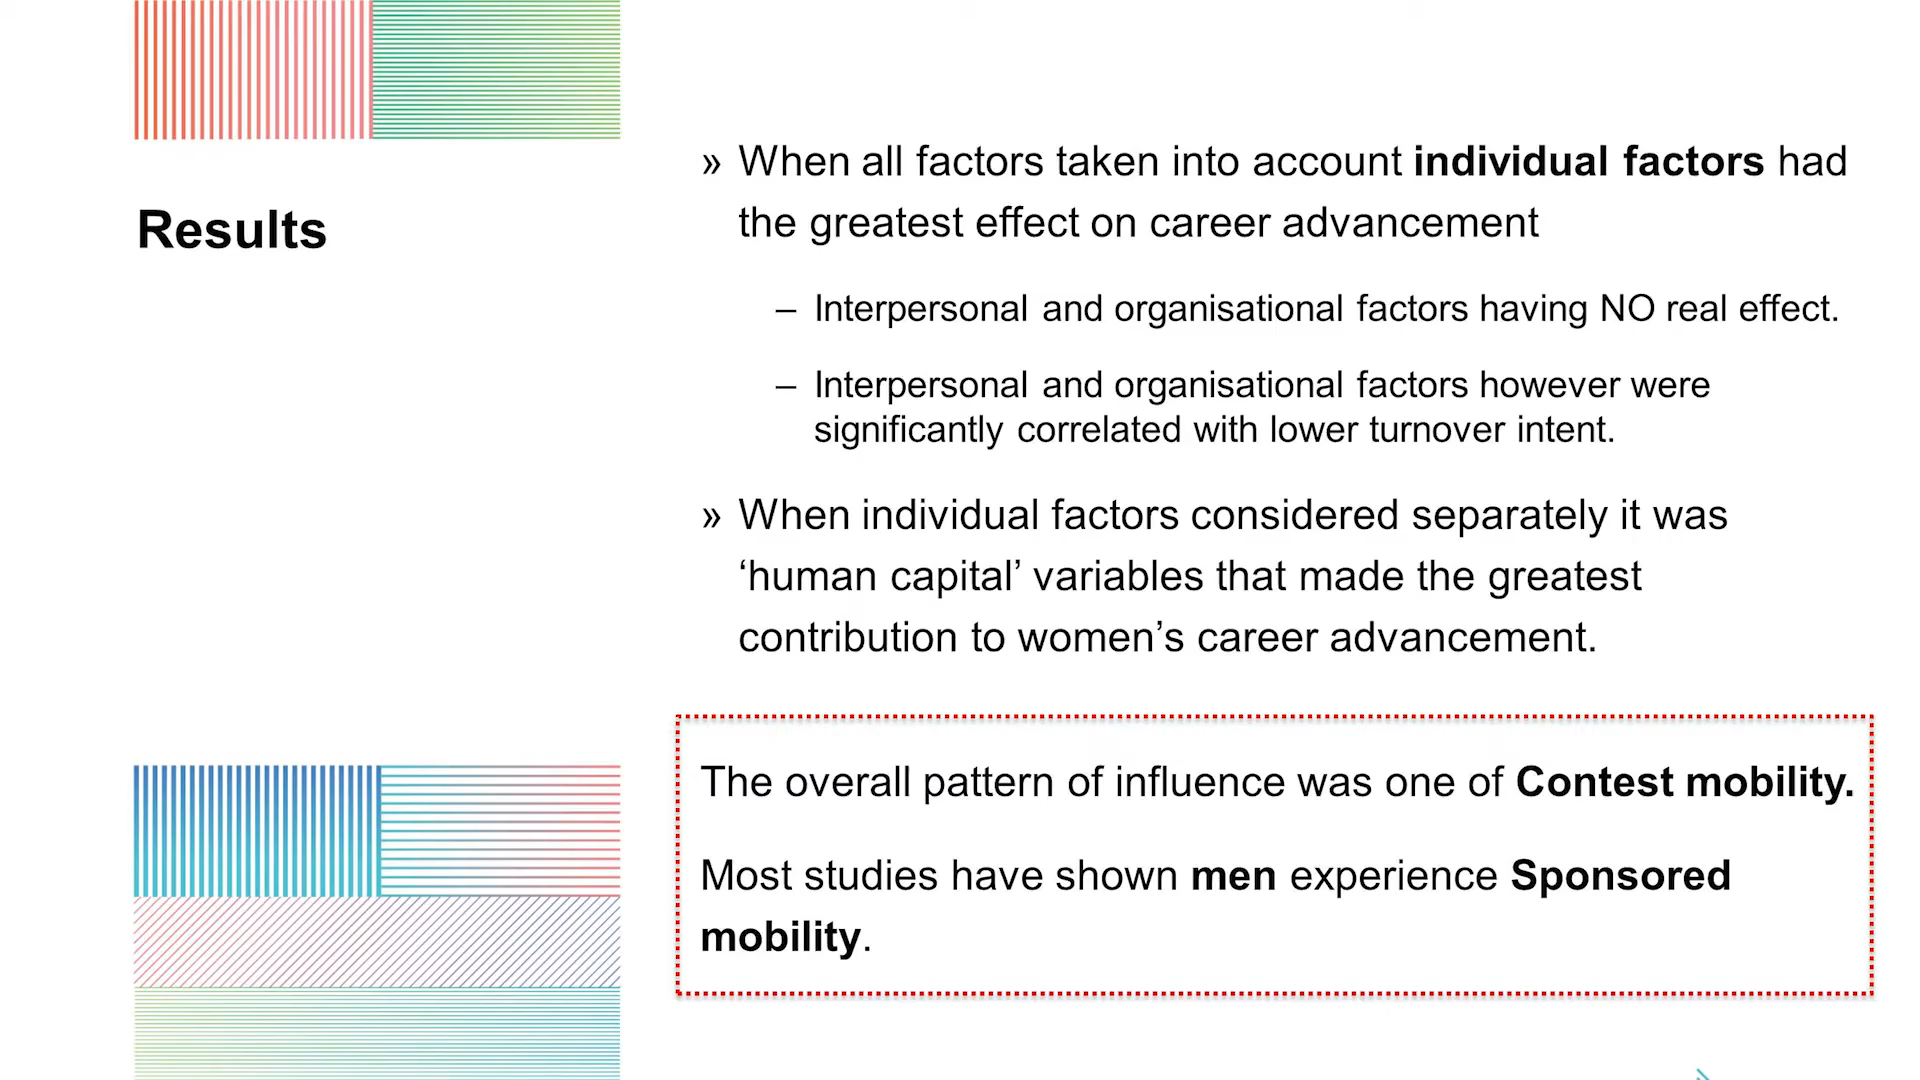 Results
» When all factors taken into account individual factors had
the greatest effect on career advancement
– Interpersonal and organisational factors having NO real effect.
– Interpersonal and organisational factors however were
significantly correlated with lower turnover intent.
» When individual factors considered separately it was
‘human capital’ variables that made the greatest
contribution to women’s career advancement.
The overall pattern of influence was one of Contest mobility.
Most studies have shown men experience Sponsored
mobility.